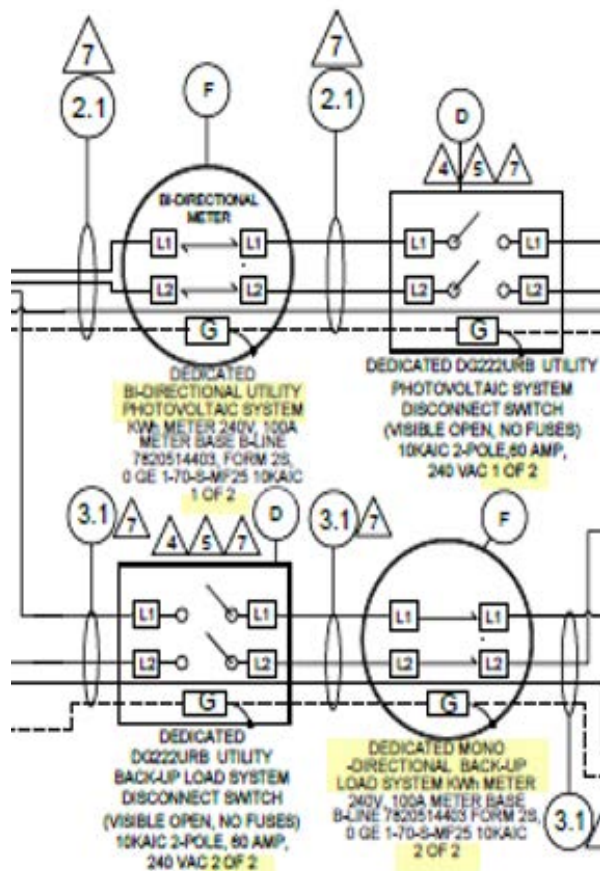 7
7
2.1
F
2.1
D
4 5 7
BI-DIRECTIONAL
METER
L1 L1 L1 L1
L2 L2 L2 L2
G G
DEDICATED
BI-DIRECTIONAL UTILITY
PHOTOVOLTAIC SYSTEM
KWh METER 240V, 100A
METER BASE B-LINE
7820514403, FORM 2S,
0 GE 1-70-S-MF25 10KAIC
1 OF 2
DEDICATED DG222URB UTILITY
PHOTOVOLTAIC SYSTEM
DISCONNECT SWITCH
(VISIBLE OPEN, NO FUSES)
10KAIC 2-POLE, 60 AMP,
240 VAC 1 OF 2
3.1 7 4 5 7 D 3.1 7 F
L1 L1 L1 L1
L2 L2 L2 L2
G G
DEDICATED
DG222URB UTILITY
BACK-UP LOAD SYSTEM
DISCONNECT SWITCH
(VISIBLE OPEN, NO FUSES)
10KAIC 2-POLE, 60 AMP,
240 VAC 2 OF 2
DEDICATED MONO
-DIRECTIONAL BACK-UP
LOAD SYSTEM KWh METER
240V, 100A METER BASE
B-LINE 7820514403 FORM 2S,
0 GE 1-70-S-MF25 10KAIC
2 OF 2
3.1